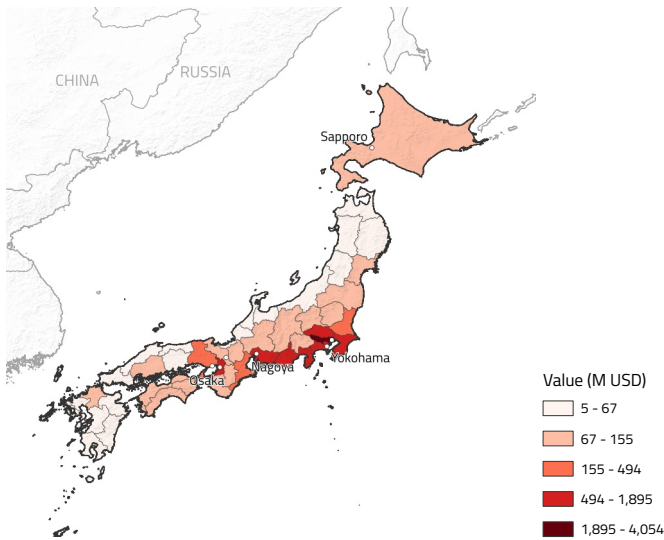 RUSSIA
CHINA
Sapporo
Yokohama
Nagoya
Osaka
Value (M USD)
5 - 67
67 - 155
155 - 494
494 - 1,895
1,895 - 4,054